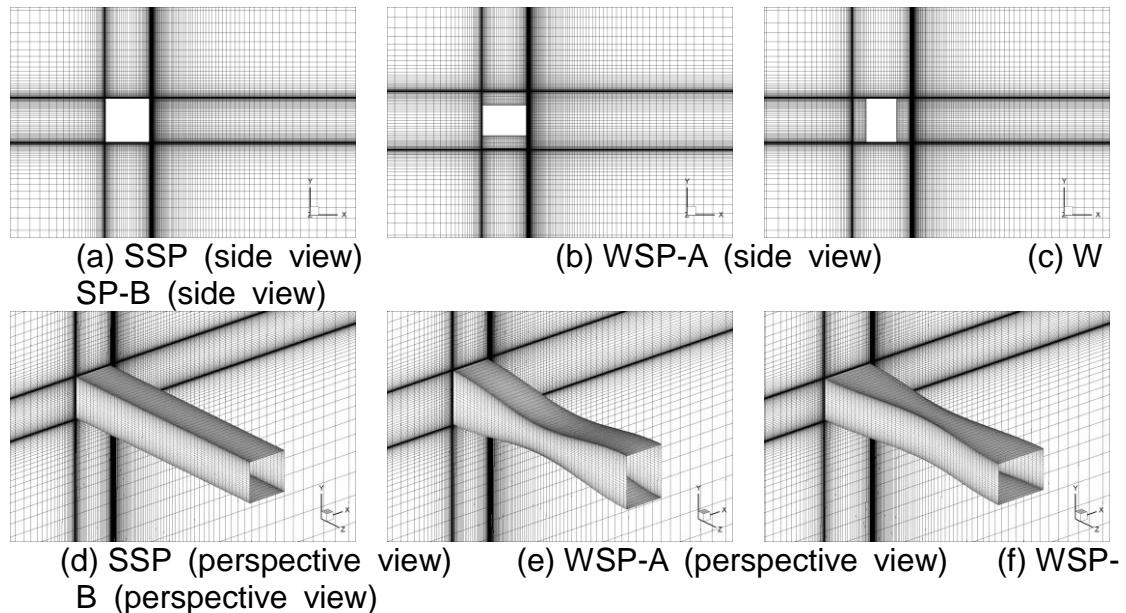 Y
Z X
Y
Z X
Y
Z X
(a) SSP (side view) (b) WSP-A (side view) (c) W
SP-B (side view)
Y
X
Z
Y
X
Z
Y
X
Z
(d) SSP (perspective view) (e) WSP-A (perspective view) (f) WSP-
B (perspective view)